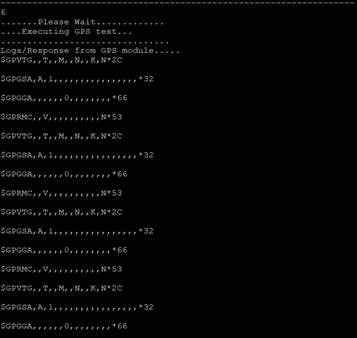 --------------------------------------------------------------------
6
.......Please Wait.............
....Executing GPS test...
................................
Logs/Response from GPS module.....
$GPVTG,,T,,M,,N,,K,N*2C
$GPGSA,A,1,,,,,,,,,,,,,,,,*32
$GPGGA,,,,,,0,,,,,,,,*66
$GPRMC,,V,,,,,,,,,,N*53
$GPVTG,,T,,M,,N,,K,N*2C
$GPGSA,A,1,,,,,,,,,,,,,,,,*32
$GPGGA,,,,,,0,,,,,,,,*66
$GPRMC,,V,,,,,,,,,,N*53
$GPVTG,,T,,M,,N,,K,N*2C
$GPGSA,A,1,,,,,,,,,,,,,,,,*32
$GPGGA,,,,,,0,,,,,,,,*66
$GPRMC,,V,,,,,,,,,,N*53
$GPVTG,,T,,M,,N,,K,N*2C
$GPGSA,A,1,,,,,,,,,,,,,,,,*32
$GPGGA,,,,,,0,,,,,,,,*66